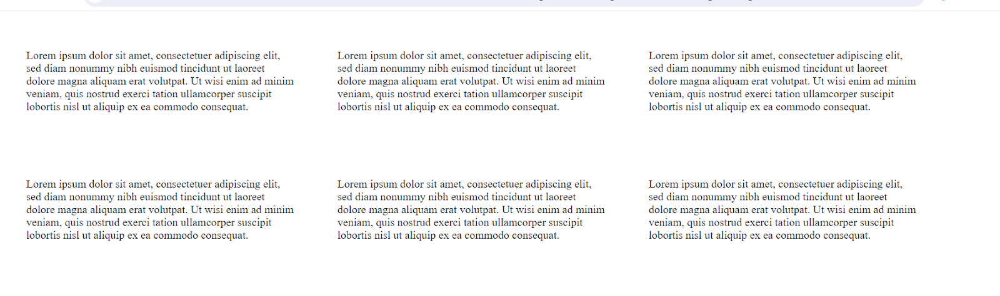 Lorem ipsum dolor sit amet, consectetuer adipiscing elit,
sed diam nonummy nibh euismod tincidunt ut laoreet
dolore magna aliquam erat volutpat. Ut wisi enim ad minim
veniam, quis nostrud exerci tation ullamcorper suscipit
lobortis nisl ut aliquip ex ea commodo consequat.
Lorem ipsum dolor sit amet, consectetuer adipiscing elit,
sed diam nonummy nibh euismod tincidunt ut laoreet
dolore magna aliquam erat volutpat. Ut wisi enim ad minim
veniam, quis nostrud exerci tation ullamcorper suscipit
lobortis nisl ut aliquip ex ea commodo consequat.
Lorem ipsum dolor sit amet, consectetuer adipiscing elit,
sed diam nonummy nibh euismod tincidunt ut laoreet
dolore magna aliquam erat volutpat. Ut wisi enim ad minim
veniam, quis nostrud exerci tation ullamcorper suscipit
lobortis nisl ut aliquip ex ea commodo consequat.
Lorem ipsum dolor sit amet, consectetuer adipiscing elit,
sed diam nonummy nibh euismod tincidunt ut laoreet
dolore magna aliquam erat volutpat. Ut wisi enim ad minim
veniam, quis nostrud exerci tation ullamcorper suscipit
lobortis nisl ut aliquip ex ea commodo consequat.
Lorem ipsum dolor sit amet, consectetuer adipiscing elit,
sed diam nonummy nibh euismod tincidunt ut laoreet
dolore magna aliquam erat volutpat. Ut wisi enim ad minim
veniam, quis nostrud exerci tation ullamcorper suscipit
lobortis nisl ut aliquip ex ea commodo consequat.
Lorem ipsum dolor sit amet, consectetuer adipiscing elit,
sed diam nonummy nibh euismod tincidunt ut laoreet
dolore magna aliquam erat volutpat. Ut wisi enim ad minim
veniam, quis nostrud exerci tation ullamcorper suscipit
lobortis nisl ut aliquip ex ea commodo consequat.